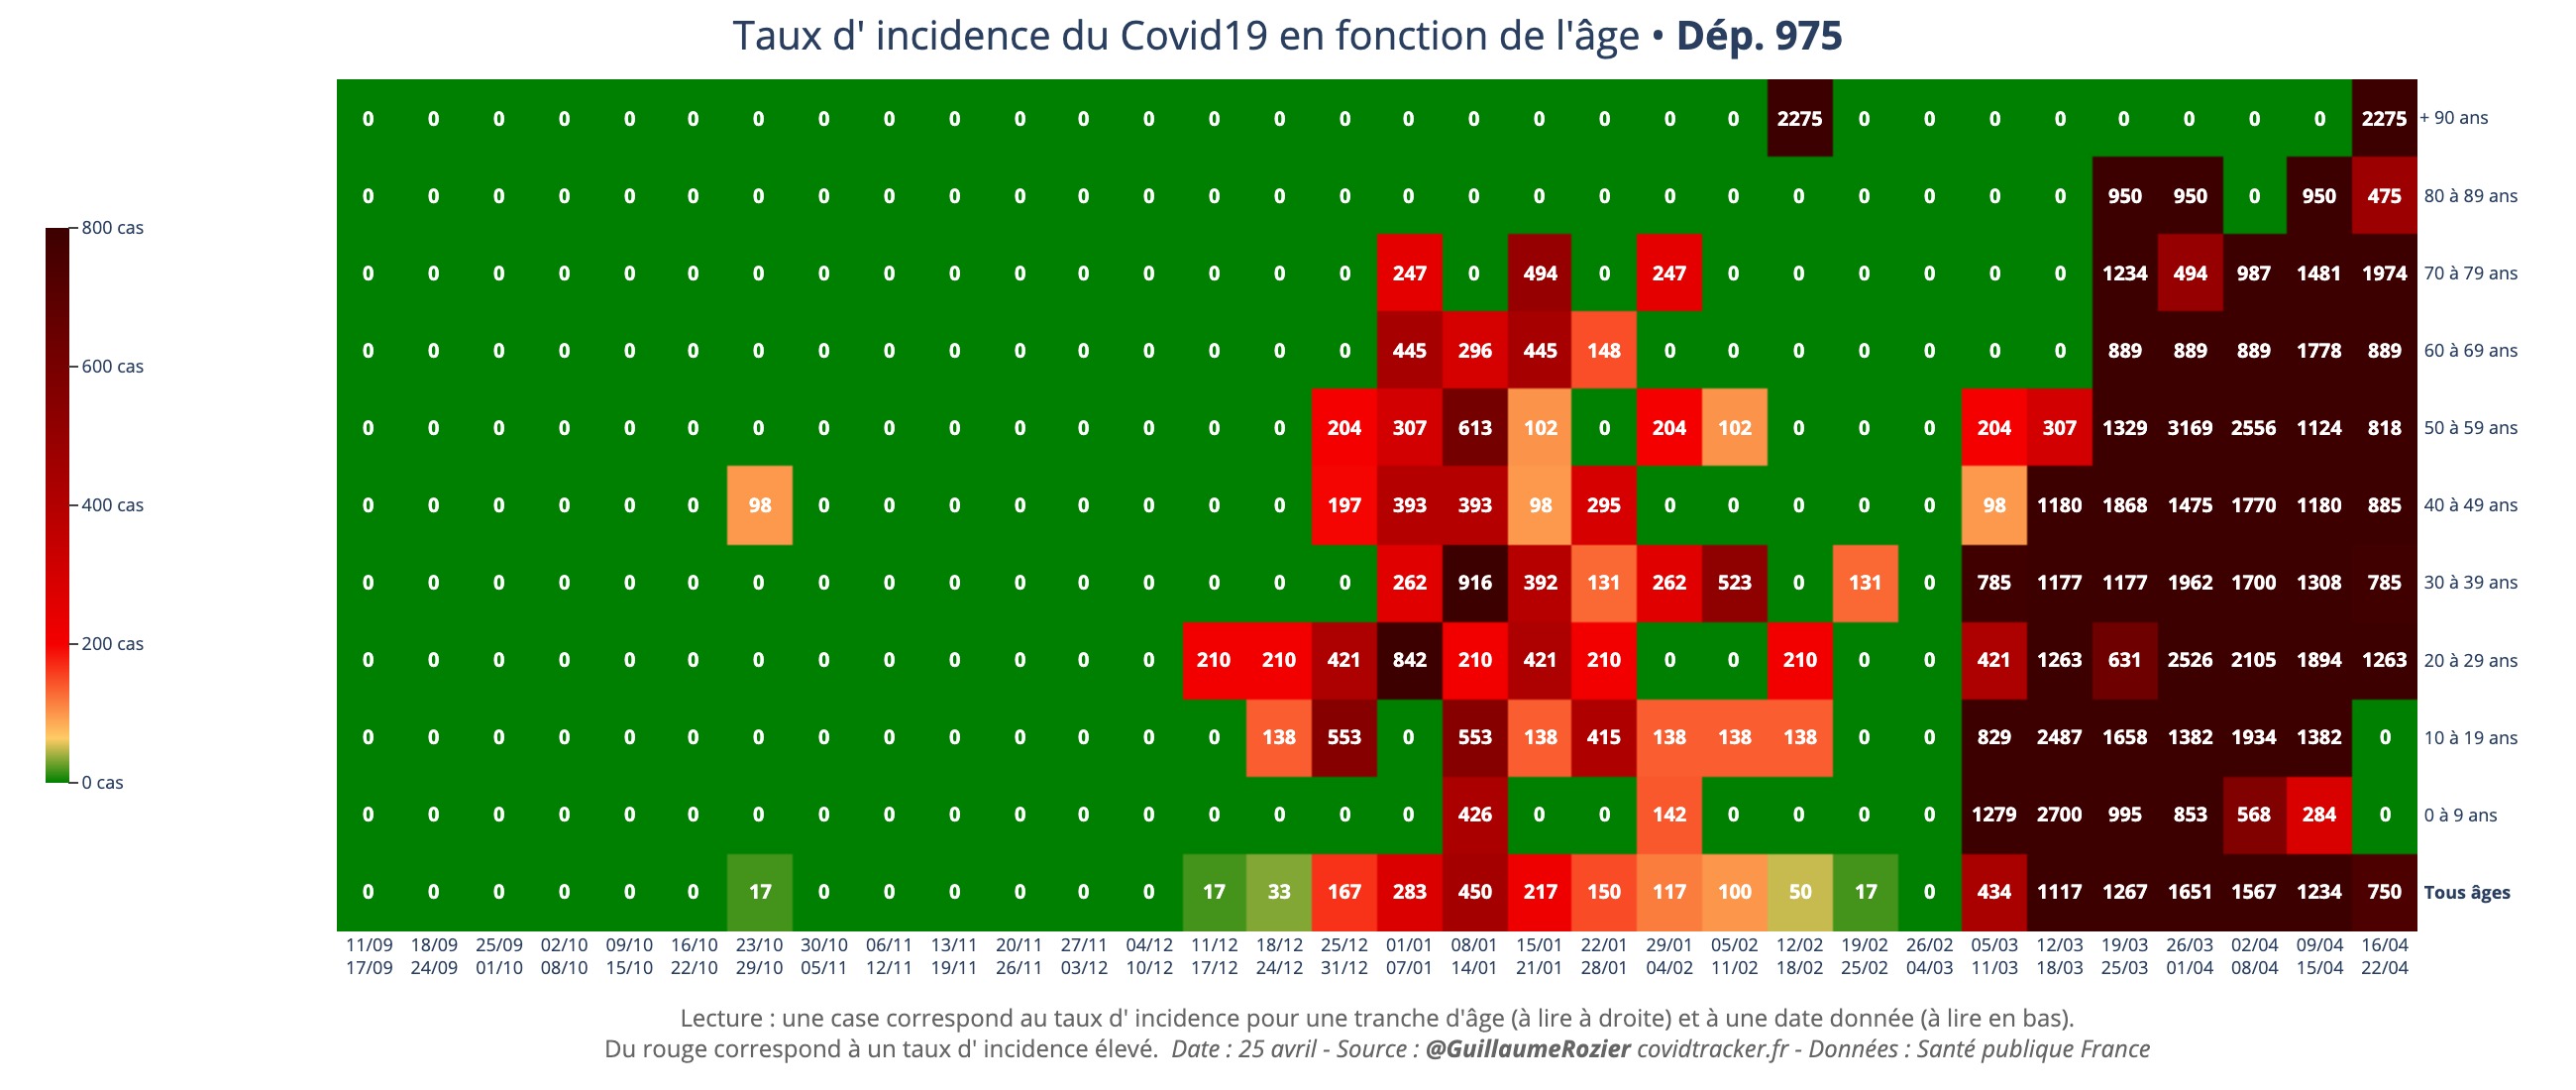 Taux d' incidence du Covid19 en fonction de l'âge • Dép. 975
0 0 0 0 0 0 0 0 0 0 0 0 0 0 0 0 0 0 0 0 0 0 2275 0 0 0 0 0 0 0 0 2275 + 90 ans
0 0 0 0 0 0 0 0 0 0 0 0 0 0 0 0 0 0 0 0 0 0 0 0 0 0 0 950 950 0 950 475 80 à 89 ans
800 cas
0 0 0 0 0 0 0 0 0 0 0 0 0 0 0 0 247 0 494 0 247 0 0 0 0 0 0 1234 494 987 1481 1974 70 à 79 ans
0 0 0 0 0 0 0 0 0 0 0 0 0 0 0 0 445 296 445 148 0 0 0 0 0 0 0 889 889 889 1778 889 60 à 69 ans
600 cas
0 0 0 0 0 0 0 0 0 0 0 0 0 0 0 204 307 613 102 0 204 102 0 0 0 204 307 1329 3169 2556 1124 818 50 à 59 ans
400 cas
0 0 0 0 0 0 98 0 0 0 0 0 0 0 0 197 393 393 98 295 0 0 0 0 0 98 1180 1868 1475 1770 1180 885 40 à 49 ans
0 0 0 0 0 0 0 0 0 0 0 0 0 0 0 0 262 916 392 131 262 523 0 131 0 785 1177 1177 1962 1700 1308 785 30 à 39 ans
200 cas
0 0 0 0 0 0 0 0 0 0 0 0 0 210 210 421 842 210 421 210 0 0 210 0 0 421 1263 631 2526 2105 1894 1263 20 à 29 ans
0 0 0 0 0 0 0 0 0 0 0 0 0 0 138 553 0 553 138 415 138 138 138 0 0 829 2487 1658 1382 1934 1382 0 10 à 19 ans
0 cas
0 0 0 0 0 0 0 0 0 0 0 0 0 0 0 0 0 426 0 0 142 0 0 0 0 1279 2700 995 853 568 284 0 0 à 9 ans
0 0 0 0 0 0 17 0 0 0 0 0 0 17 33 167 283 450 217 150 117 100 50 17 0 434 1117 1267 1651 1567 1234 750 Tous âges
11/09 18/09 25/09 02/10 09/10 16/10 23/10 30/10 06/11 13/11 20/11 27/11 04/12 11/12 18/12 25/12 01/01 08/01 15/01 22/01 29/01 05/02 12/02 19/02 26/02 05/03 12/03 19/03 26/03 02/04 09/04 16/04
17/09 24/09 01/10 08/10 15/10 22/10 29/10 05/11 12/11 19/11 26/11 03/12 10/12 17/12 24/12 31/12 07/01 14/01 21/01 28/01 04/02 11/02 18/02 25/02 04/03 11/03 18/03 25/03 01/04 08/04 15/04 22/04
Lecture : une case correspond au taux d' incidence pour une tranche d'âge (à lire à droite) et à une date donnée (à lire en bas).
Du rouge correspond à un taux d' incidence élevé. Date : 25 avril - Source : @GuillaumeRozier covidtracker.fr - Données : Santé publique France